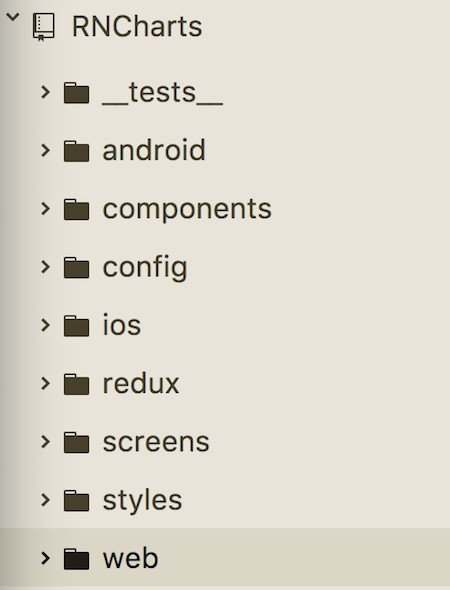 RNCharts
__tests__
android
components
config
ios
redux
screens
styles
web